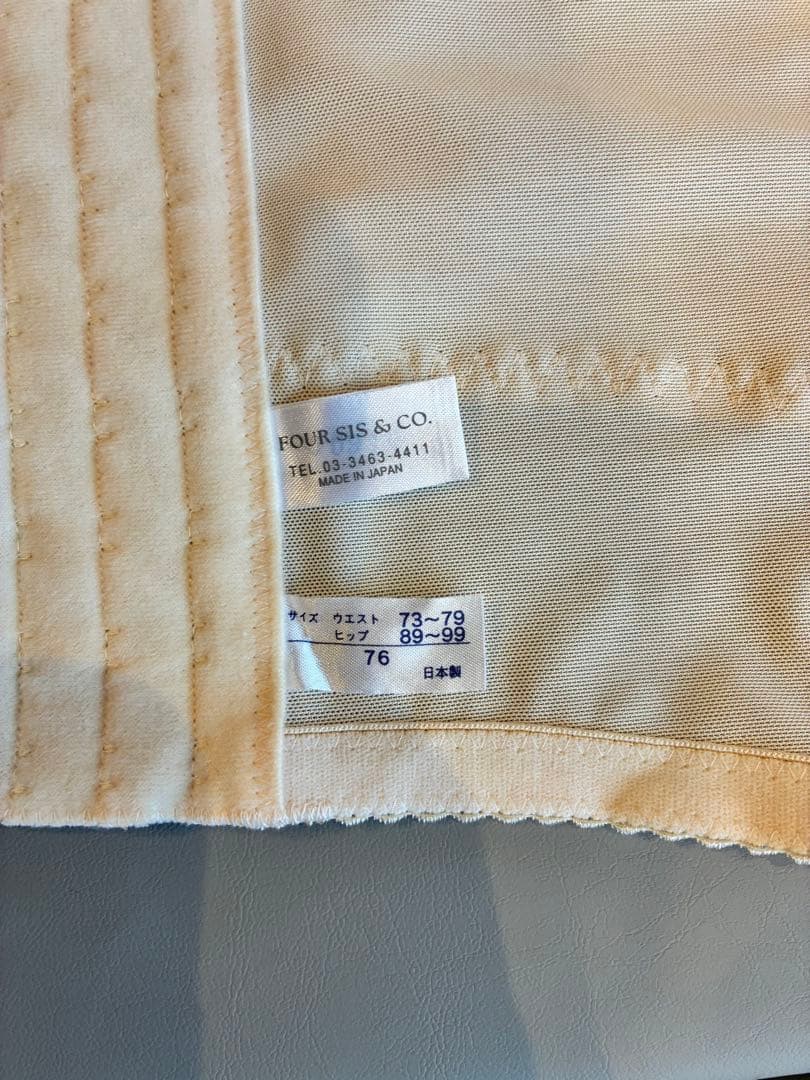 FOUR SIS & CO.
TEL.03-3463-4411
MADE IN JAPAN
サイズ ウエスト 73~79
ヒップ 89~99
76
日本製